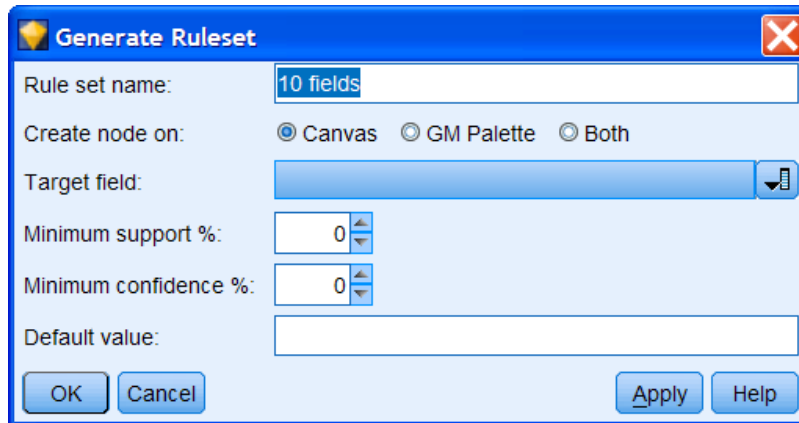 Generate Ruleset
Rule set name: 10 fields
Create node on: Canvas GM Palette Both
Target field:
Minimum support %: 0
Minimum confidence %: 0
Default value:
OK Cancel Apply Help